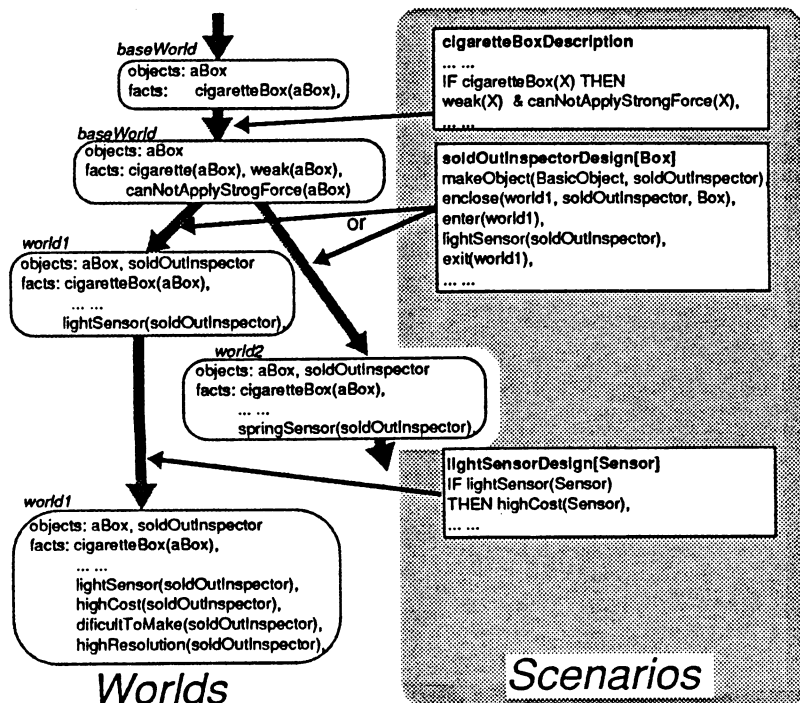 baseWorld
objects: aBox
facts: cigaretteBox(aBox),
baseWorld
objects: aBox
facts: cigarette(aBox), weak(aBox),
canNotApplyStrogForce(aBox)
world1
objects: aBox, soldOutInspector
facts: cigaretteBox(aBox),
... ...
lightSensor(soldOutInspector),
or
world2
objects: aBox, soldOutInspector
facts: cigaretteBox(aBox),
... ...
springSensor(soldOutInspector),
world1
objects: aBox, soldOutInspector
facts: cigaretteBox(aBox),
... ...
lightSensor(soldOutInspector),
highCost(soldOutInspector),
dificultToMake(soldOutInspector),
highResolution(soldOutInspector),
Worlds
cigaretteBoxDescription
... ...
IF cigaretteBox(X) THEN
weak(X) & canNotApplyStrongForce(X),
... ...
soldOutInspectorDesign[Box]
makeObject(BasicObject, soldOutInspector),
enclose(world1, soldOutInspector, Box),
enter(world1),
lightSensor(soldOutInspector),
exit(world1),
... ...
lightSensorDesign[Sensor]
IF lightSensor(Sensor)
THEN highCost(Sensor),
... ...
Scenarios